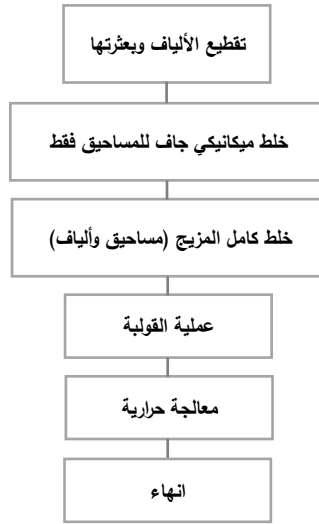 تقطيع الألياف وبعثرتها
خلط ميكانيكي جاف للمساحيق فقط
خلط كامل المزيج (مساحيق وألياف)
عملية القولبة
معالجة حرارية
انهاء